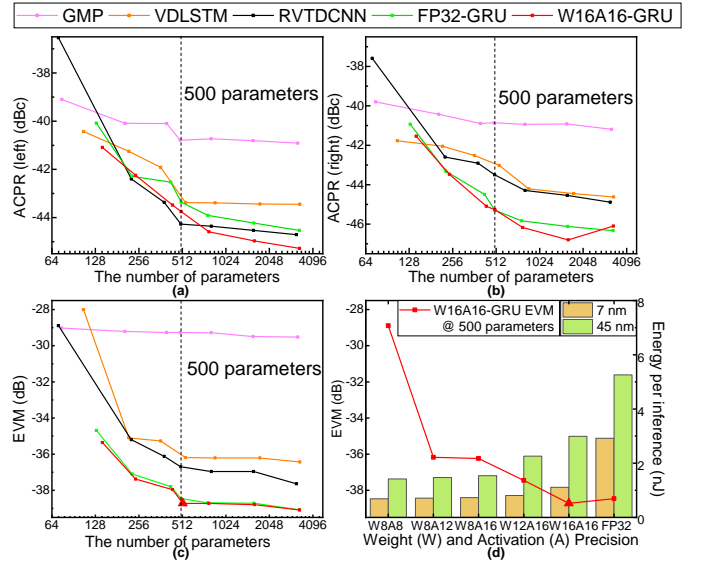 GMP VDLSTM RVTDCNN FP32-GRU W16A16-GRU
ACPR (left) (dBc)
-38
-40
-42
-44
500 parameters
64 128 256 512 1024 2048 4096
The number of parameters
(a)
ACPR (right) (dBc)
-38
-40
-42
-44
-46
500 parameters
64 128 256 512 1024 2048 4096
The number of parameters
(b)
EVM (dB)
-28
-30
-32
-34
-36
-38
500 parameters
64 128 256 512 1024 2048 4096
The number of parameters
(c)
EVM (dB)
-28
-30
-32
-34
-36
-38
W16A16-GRU EVM
@ 500 parameters
7 nm
45 nm
8
7
6
5
4
3
2
1
0
Energy per inference (nJ)
W8A8 W8A12 W8A16 W12A16 W16A16 FP32
Weight (W) and Activation (A) Precision
(d)